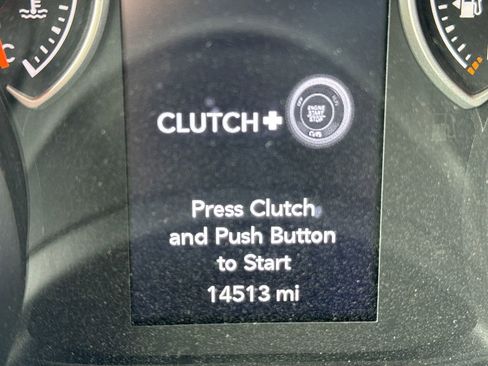 C
CLUTCH+
ENGINE
START
STOP
Press Clutch
and Push Button
to Start
14513 mi